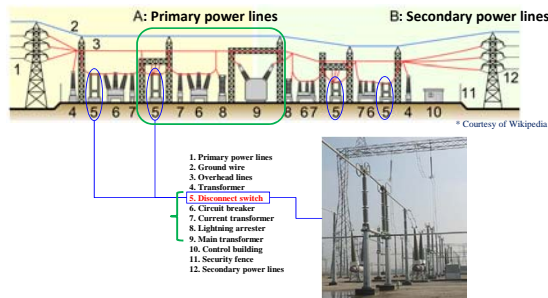 A: Primary power lines B: Secondary power lines
2
3
1
12
11
4 5 6 7 5 7 6 8 9 8 6 7 5 7 6 5 4 10
* Courtesy of Wikipedia
1. Primary power lines
2. Ground wire
3. Overhead lines
4. Transformer
5. Disconnect switch
6. Circuit breaker
7. Current transformer
8. Lightning arrester
9. Main transformer
10. Control building
11. Security fence
12. Secondary power lines